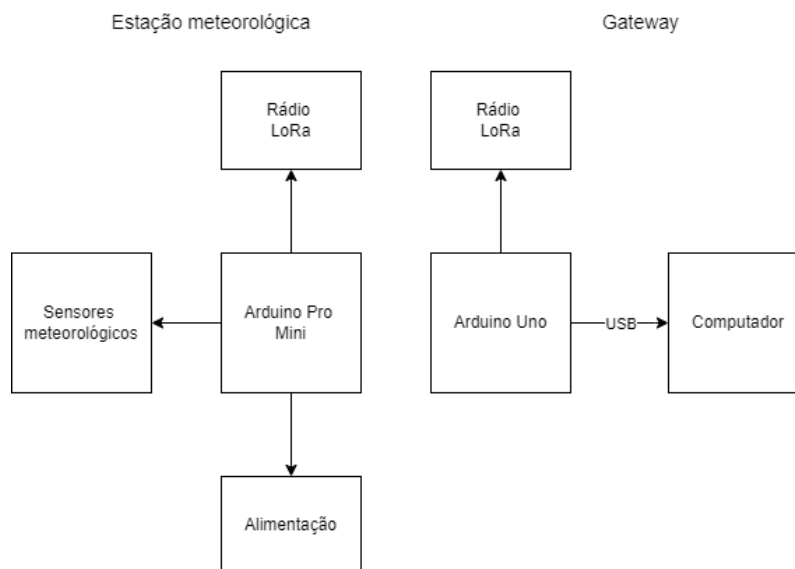 Estação meteorológica
Gateway
Rádio
LoRa
Rádio
LoRa
Sensores
meteorológicos
Arduino Pro
Mini
Arduino Uno
USB
Computador
Alimentação